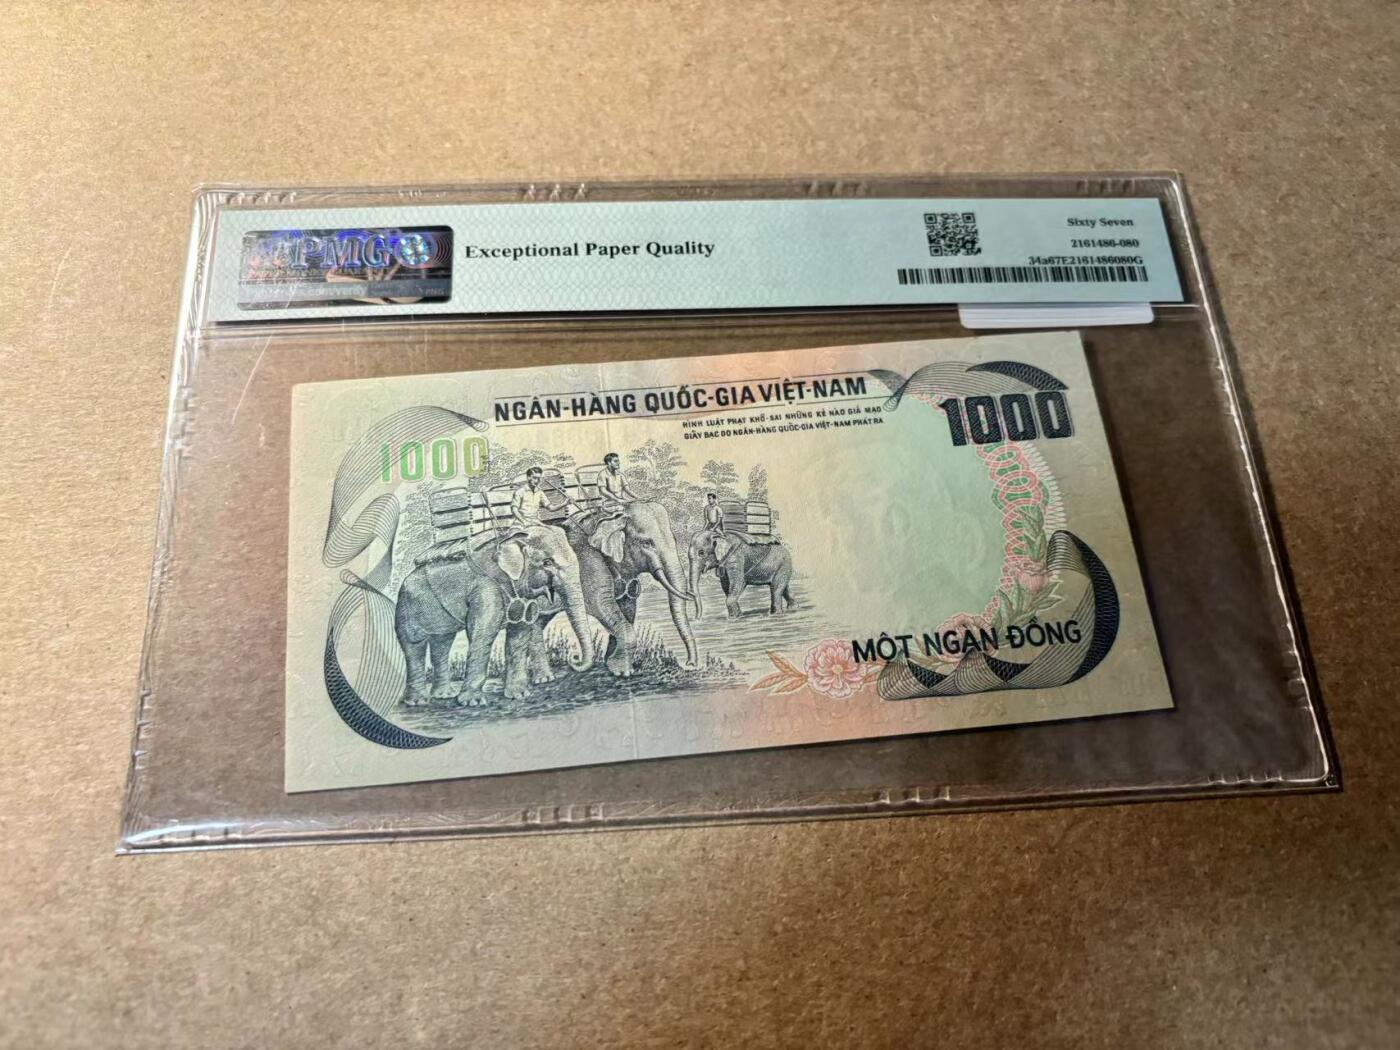 PMG
Exceptional Paper Quality
Sixty Seven
2161486-080
34a67E2161486080G
PNG
NGÂN-HÀNG QUỐC-GIA VIỆT-NAM
HÌNH LUẬT PHẠT KHỔ-SAI NHỮNG KẺ NÀO GIẢ MẠO
GIẤY BẠC DO NGÂN-HÀNG QUỐC-GIA VIỆT-NAM PHÁT RA
1000
1000
MỘT NGÀN ĐỒNG